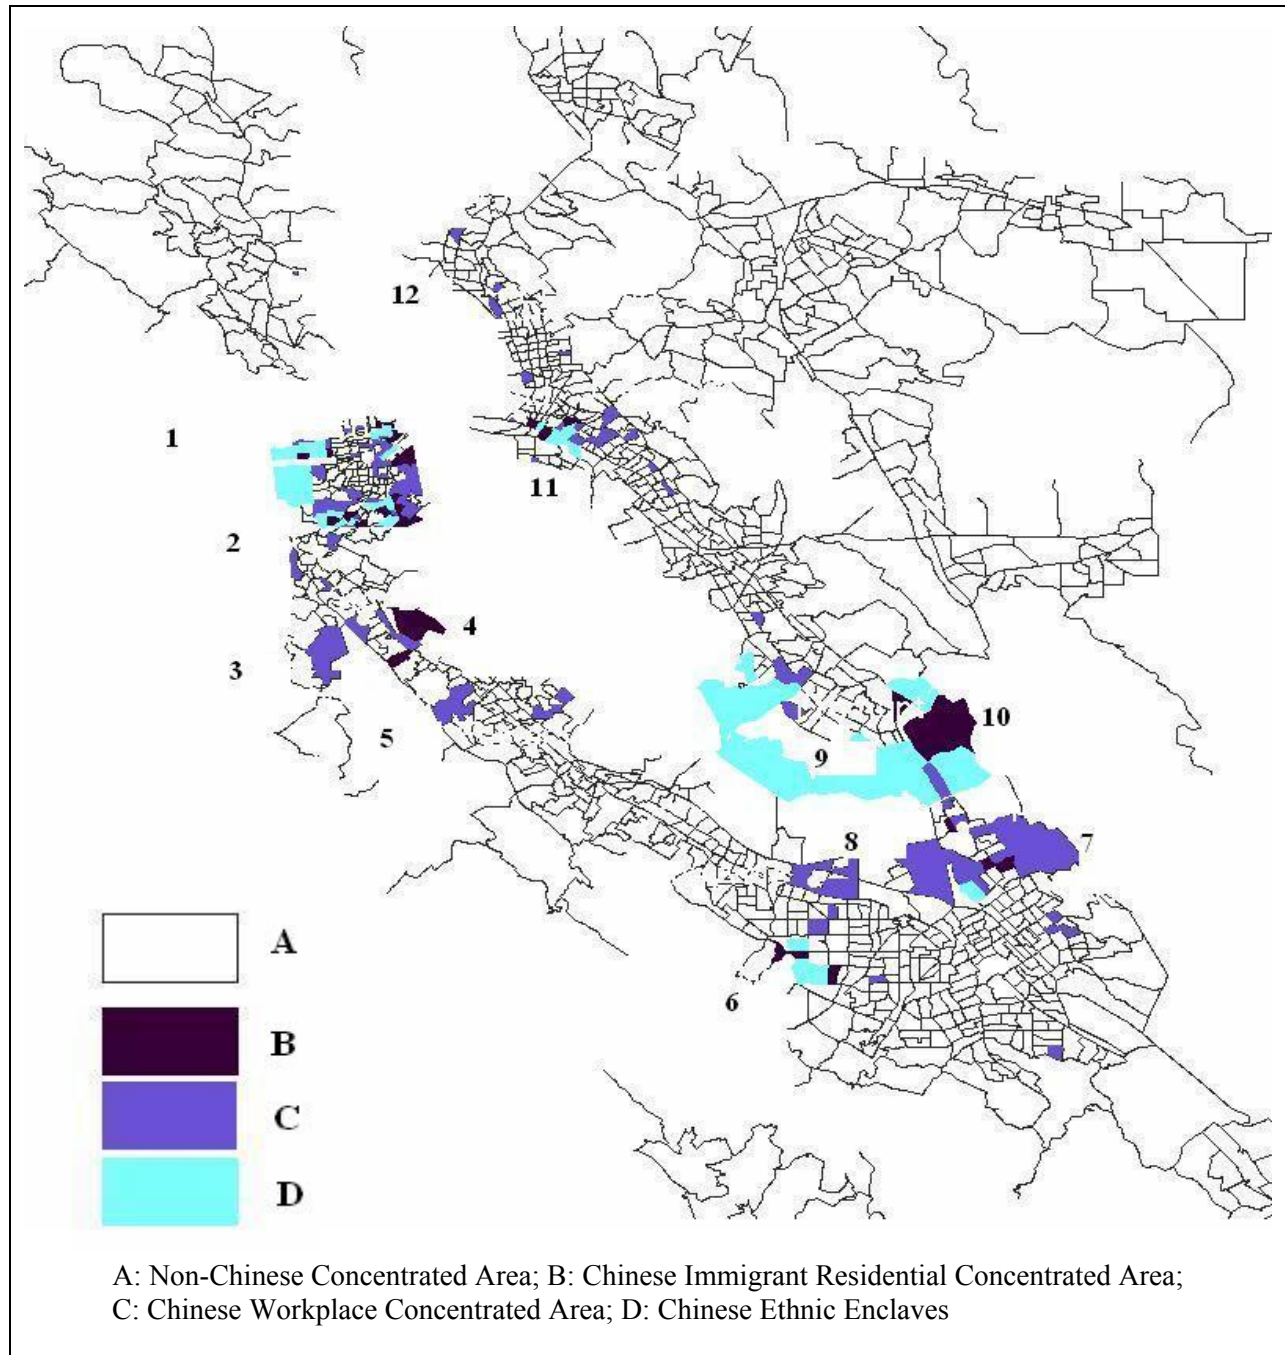 12
1
11
2
4
3
10
5
9
8
7
A
6
B
C
D
A: Non-Chinese Concentrated Area; B: Chinese Immigrant Residential Concentrated Area;
C: Chinese Workplace Concentrated Area; D: Chinese Ethnic Enclaves